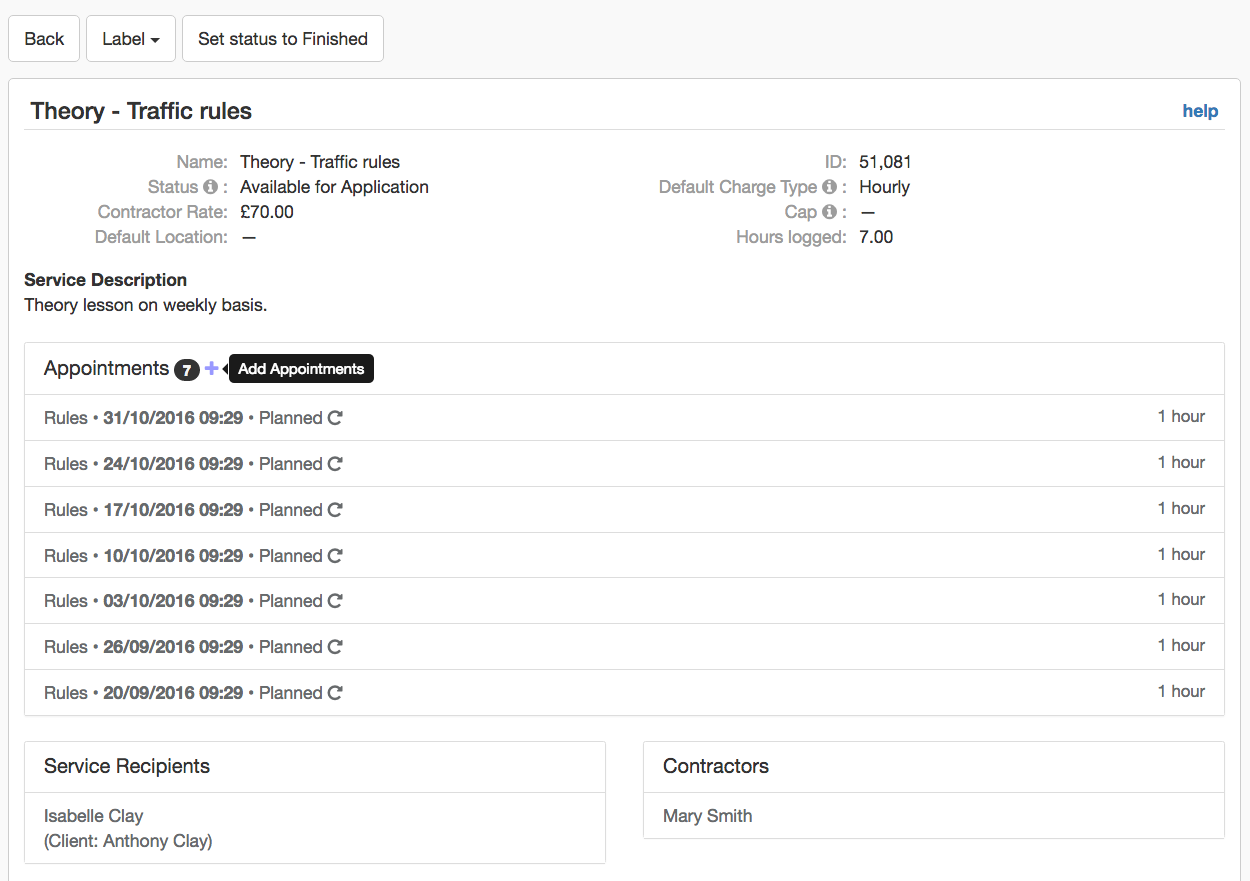 Back Label Set status to Finished
Theory - Traffic rules help
Name: Theory - Traffic rules ID: 51,081
Status : Available for Application Default Charge Type : Hourly
Contractor Rate: £70.00 Cap : —
Default Location: — Hours logged: 7.00
Service Description
Theory lesson on weekly basis.
Appointments 7 + Add Appointments
Rules • 31/10/2016 09:29 • Planned 1 hour
Rules • 24/10/2016 09:29 • Planned 1 hour
Rules • 17/10/2016 09:29 • Planned 1 hour
Rules • 10/10/2016 09:29 • Planned 1 hour
Rules • 03/10/2016 09:29 • Planned 1 hour
Rules • 26/09/2016 09:29 • Planned 1 hour
Rules • 20/09/2016 09:29 • Planned 1 hour
Service Recipients Contractors
Isabelle Clay Mary Smith
(Client: Anthony Clay)